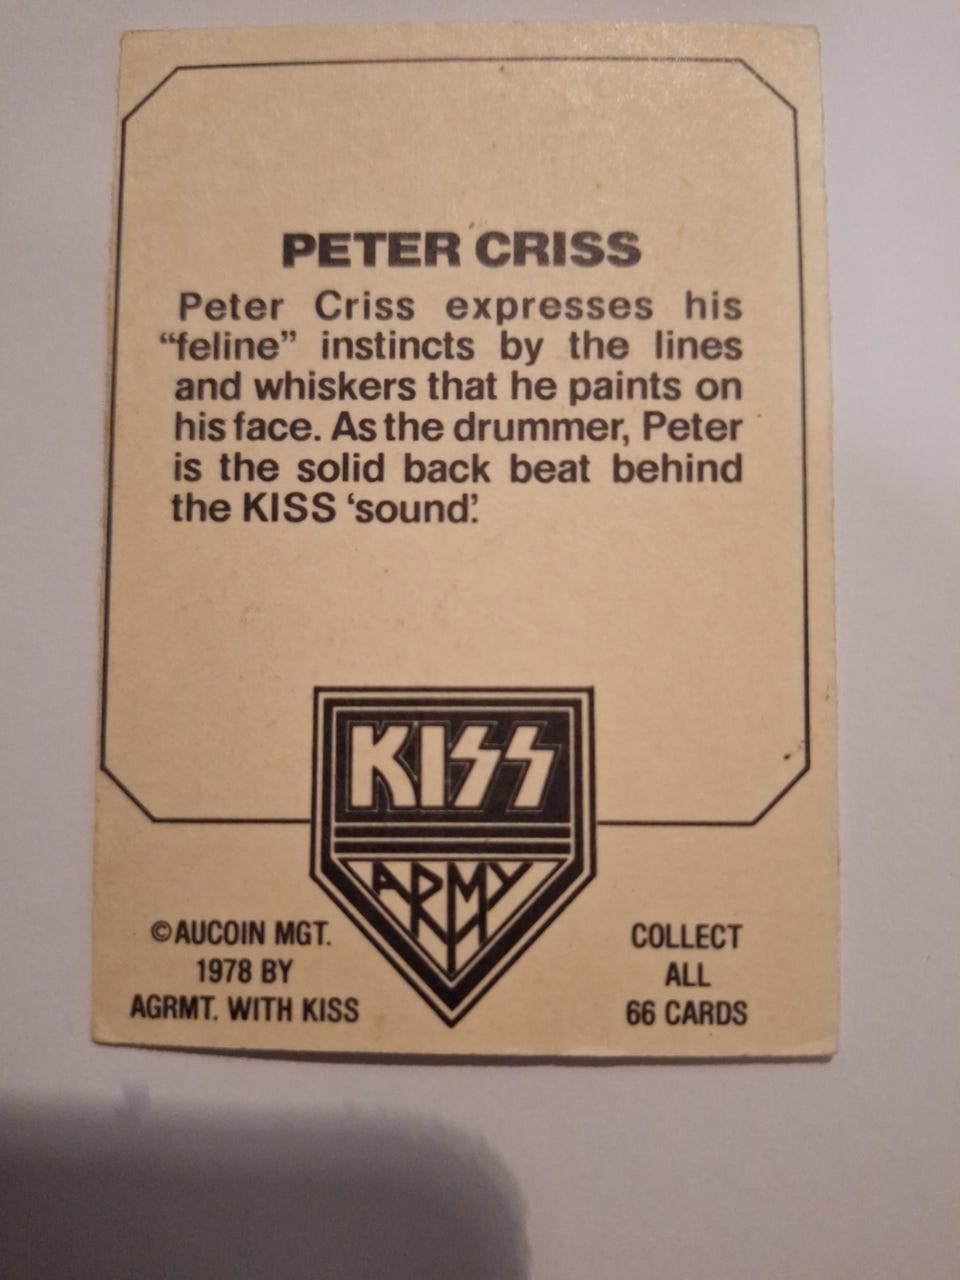 PETER CRISS
Peter Criss expresses his
“feline” instincts by the lines
and whiskers that he paints on
his face. As the drummer, Peter
is the solid back beat behind
the KISS ‘sound’.
KISS
ARMY
©AUCOIN MGT.
1978 BY
AGRMT. WITH KISS
COLLECT
ALL
66 CARDS